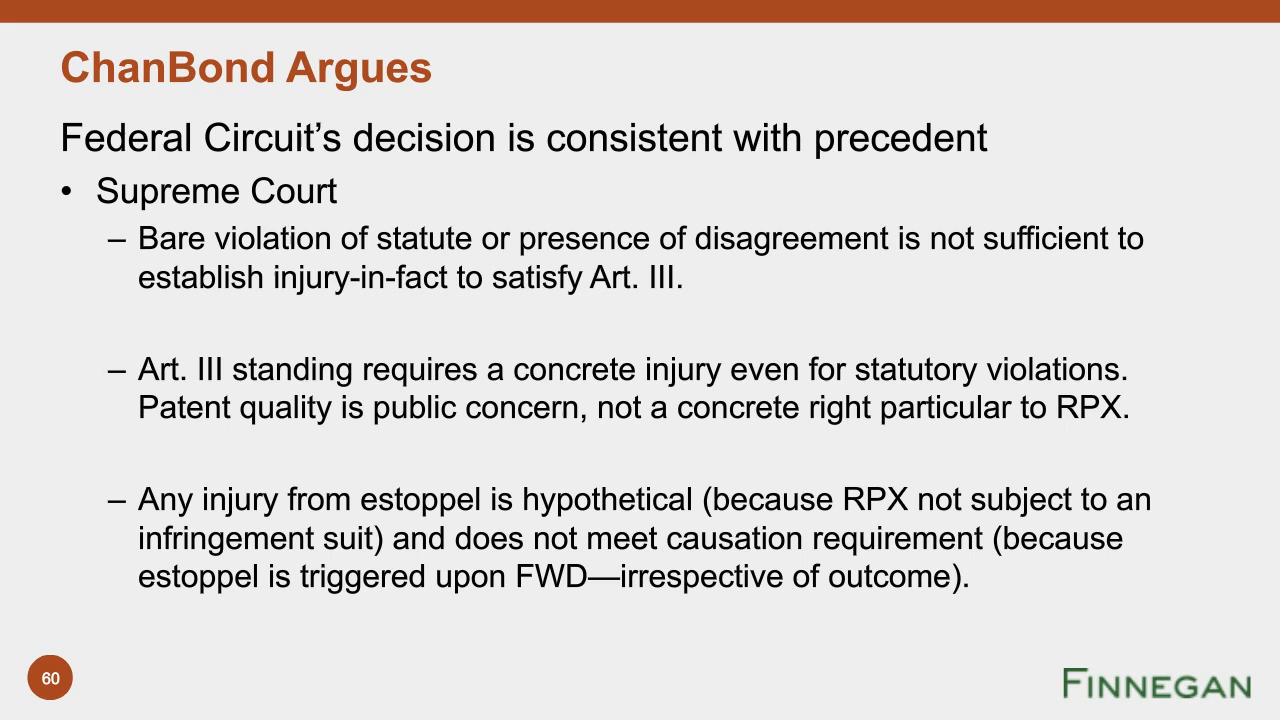 ChanBond Argues
Federal Circuit’s decision is consistent with precedent
• Supreme Court
– Bare violation of statute or presence of disagreement is not sufficient to
establish injury-in-fact to satisfy Art. III.
– Art. III standing requires a concrete injury even for statutory violations.
Patent quality is public concern, not a concrete right particular to RPX.
– Any injury from estoppel is hypothetical (because RPX not subject to an
infringement suit) and does not meet causation requirement (because
estoppel is triggered upon FWD—irrespective of outcome).
60
FINNEGAN